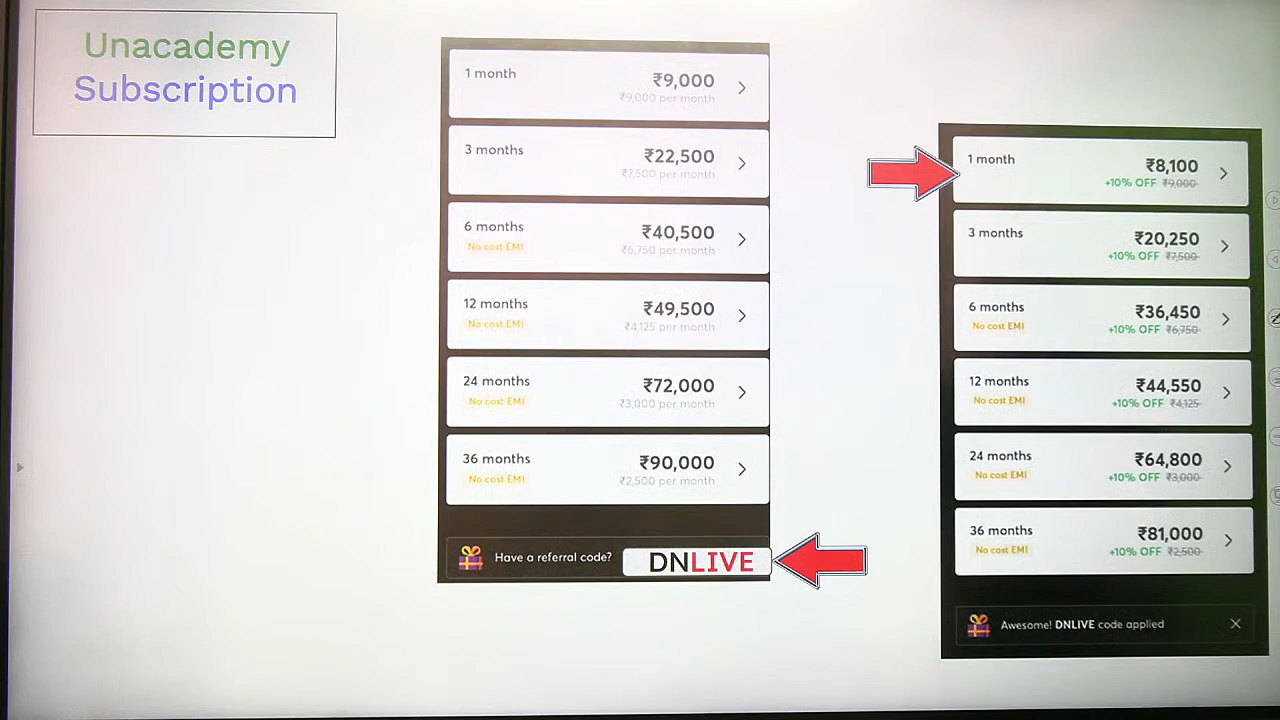 Unacademy
Subscription
1 month
₹9,000
₹9,000 per month
3 months
₹22,500
₹7,500 per month
6 months
₹40,500
No cost EMI
₹6,750 per month
12 months
₹49,500
No cost EMI
₹4,125 per month
24 months
₹72,000
No cost EMI
₹3,000 per month
36 months
₹90,000
No cost EMI
₹2,500 per month
Have a referral code?
DNLIVE
1 month
₹8,100
+10% OFF ₹9,000
3 months
₹20,250
+10% OFF ₹7,500
6 months
₹36,450
No cost EMI
+10% OFF ₹6,750
12 months
₹44,550
No cost EMI
+10% OFF ₹4,125
24 months
₹64,800
No cost EMI
+10% OFF ₹3,000
36 months
₹81,000
No cost EMI
+10% OFF ₹2,500
Awesome! DNLIVE code applied